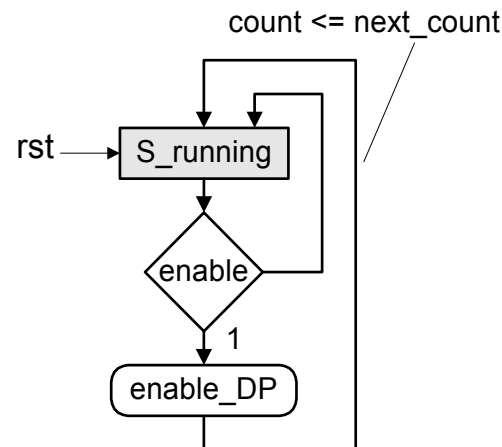 count <= next_count
rst
S_running
enable
1
enable_DP